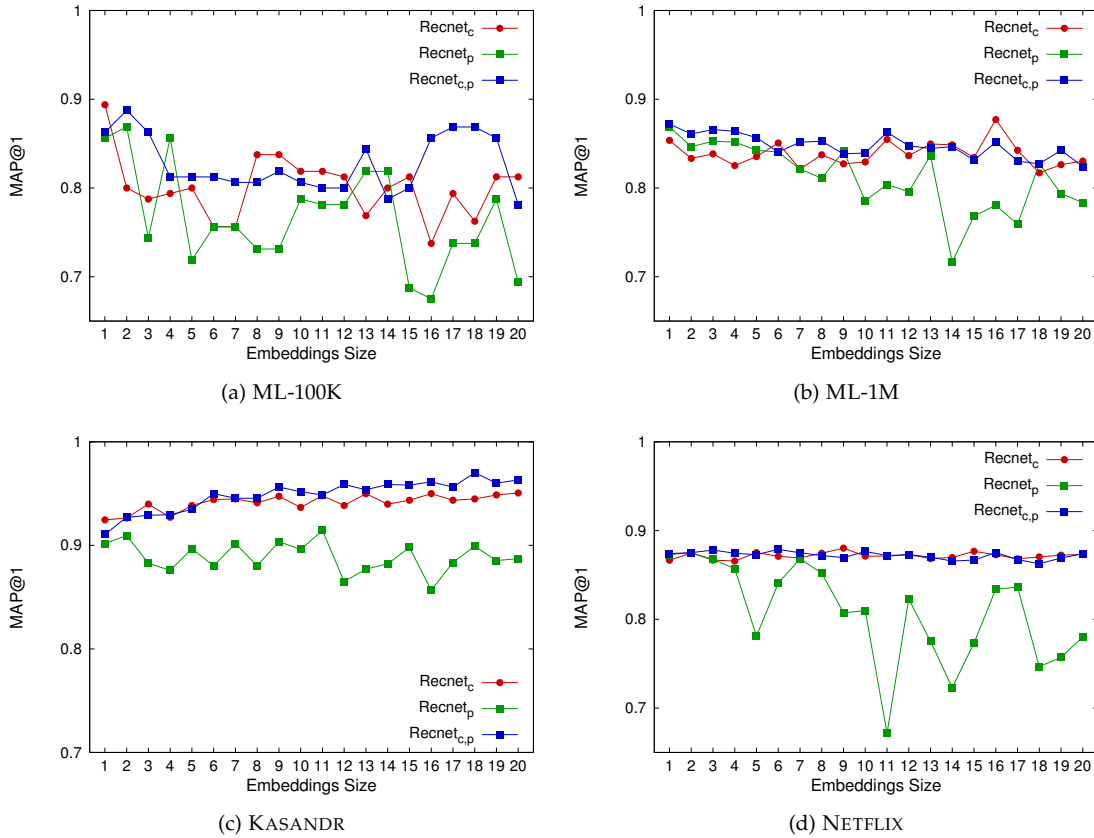 1
0.9
0.8
0.7
MAP@1
Recnet_c
Recnet_p
Recnet_c,p
1 2 3 4 5 6 7 8 9 10 11 12 13 14 15 16 17 18 19 20
Embeddings Size
(a) ML-100K
1
0.9
0.8
0.7
MAP@1
Recnet_c
Recnet_p
Recnet_c,p
1 2 3 4 5 6 7 8 9 10 11 12 13 14 15 16 17 18 19 20
Embeddings Size
(b) ML-1M
1
0.9
0.8
0.7
MAP@1
Recnet_c
Recnet_p
Recnet_c,p
1 2 3 4 5 6 7 8 9 10 11 12 13 14 15 16 17 18 19 20
Embeddings Size
(c) KASANDR
1
0.9
0.8
0.7
MAP@1
Recnet_c
Recnet_p
Recnet_c,p
1 2 3 4 5 6 7 8 9 10 11 12 13 14 15 16 17 18 19 20
Embeddings Size
(d) NETFLIX